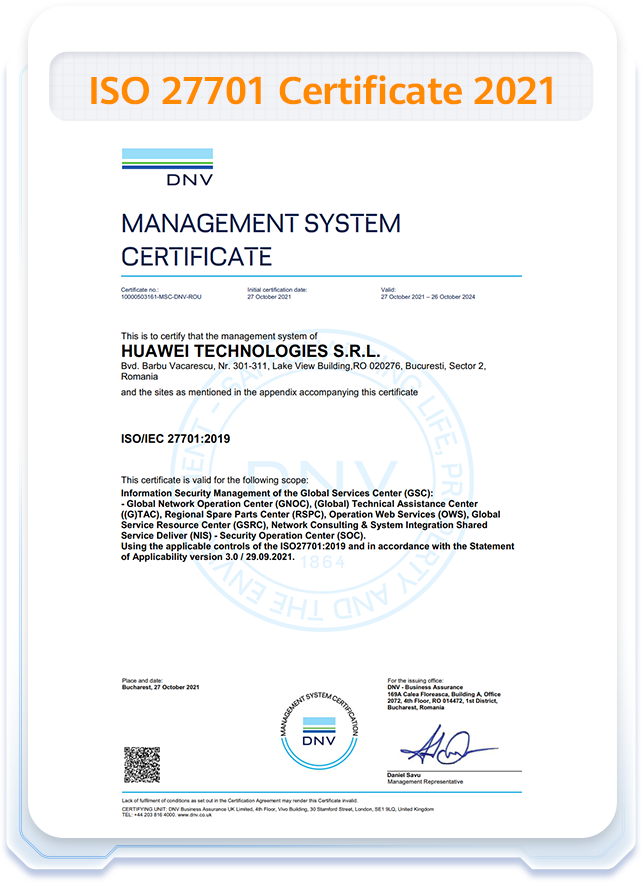 ISO 27701 Certificate 2021
DNV
MANAGEMENT SYSTEM
CERTIFICATE
Certificate no.: Initial certification date: Valid:
10000503161-MSC-DNV-ROU 27 October 2021 27 October 2021 – 26 October 2024
This is to certify that the management system of
HUAWEI TECHNOLOGIES S.R.L.
Bvd. Barbu Vacarescu, Nr. 301-311, Lake View Building,RO 020276, Bucuresti, Sector 2,
Romania
and the sites as mentioned in the appendix accompanying this certificate
ISO/IEC 27701:2019
This certificate is valid for the following scope:
Information Security Management of the Global Services Center (GSC):
- Global Network Operation Center (GNOC), (Global) Technical Assistance Center
((G)TAC), Regional Spare Parts Center (RSPC), Operation Web Services (OWS), Global
Service Resource Center (GSRC), Network Consulting & System Integration Shared
Service Deliver (NIS) - Security Operation Center (SOC).
Using the applicable controls of the ISO27701:2019 and in accordance with the Statement
of Applicability version 3.0 / 29.09.2021.
DNV
1864
Place and date:
Bucharest, 27 October 2021
For the issuing office:
DNV - Business Assurance
169A Calea Floreasca, Building A, Office
2072, 4th Floor, RO 014472, 1st District,
Bucharest, Romania
MANAGEMENT SYSTEM CERTIFICATION
DNV
Daniel Savu
Management Representative
Lack of fulfilment of conditions as set out in the Certification Agreement may render this Certificate invalid.
CERTIFYING UNIT: DNV Business Assurance UK Limited, 4th Floor, Vivo Building, 30 Stamford Street, London, SE1 9LQ, United Kingdom
TEL: +44 203 816 4000. www.dnv.co.uk